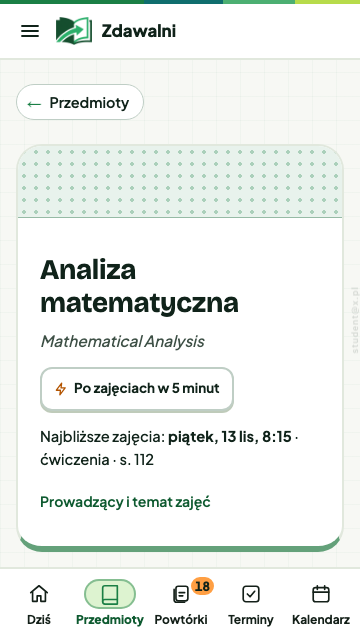 Zdawalni
← Przedmioty
Analiza
matematyczna
Mathematical Analysis
Po zajęciach w 5 minut
Najbliższe zajęcia: piątek, 13 lis, 8:15 ·
ćwiczenia · s. 112
Prowadzący i temat zajęć
student@x.pl
18
Dziś
Przedmioty
Powtórki
Terminy
Kalendarz